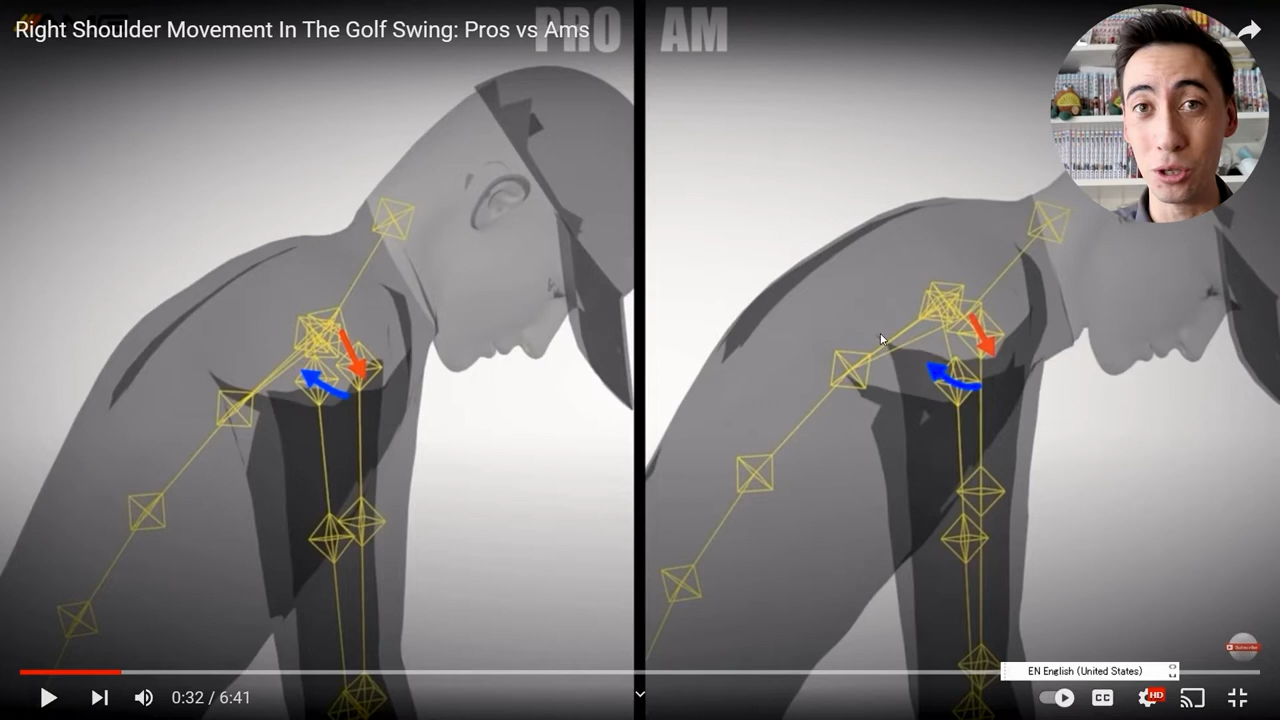 Right Shoulder Movement In The Golf Swing: Pros vs Ams
PRO
AM
Subscribe
EN English (United States)
0:32 / 6:41
CC
HD